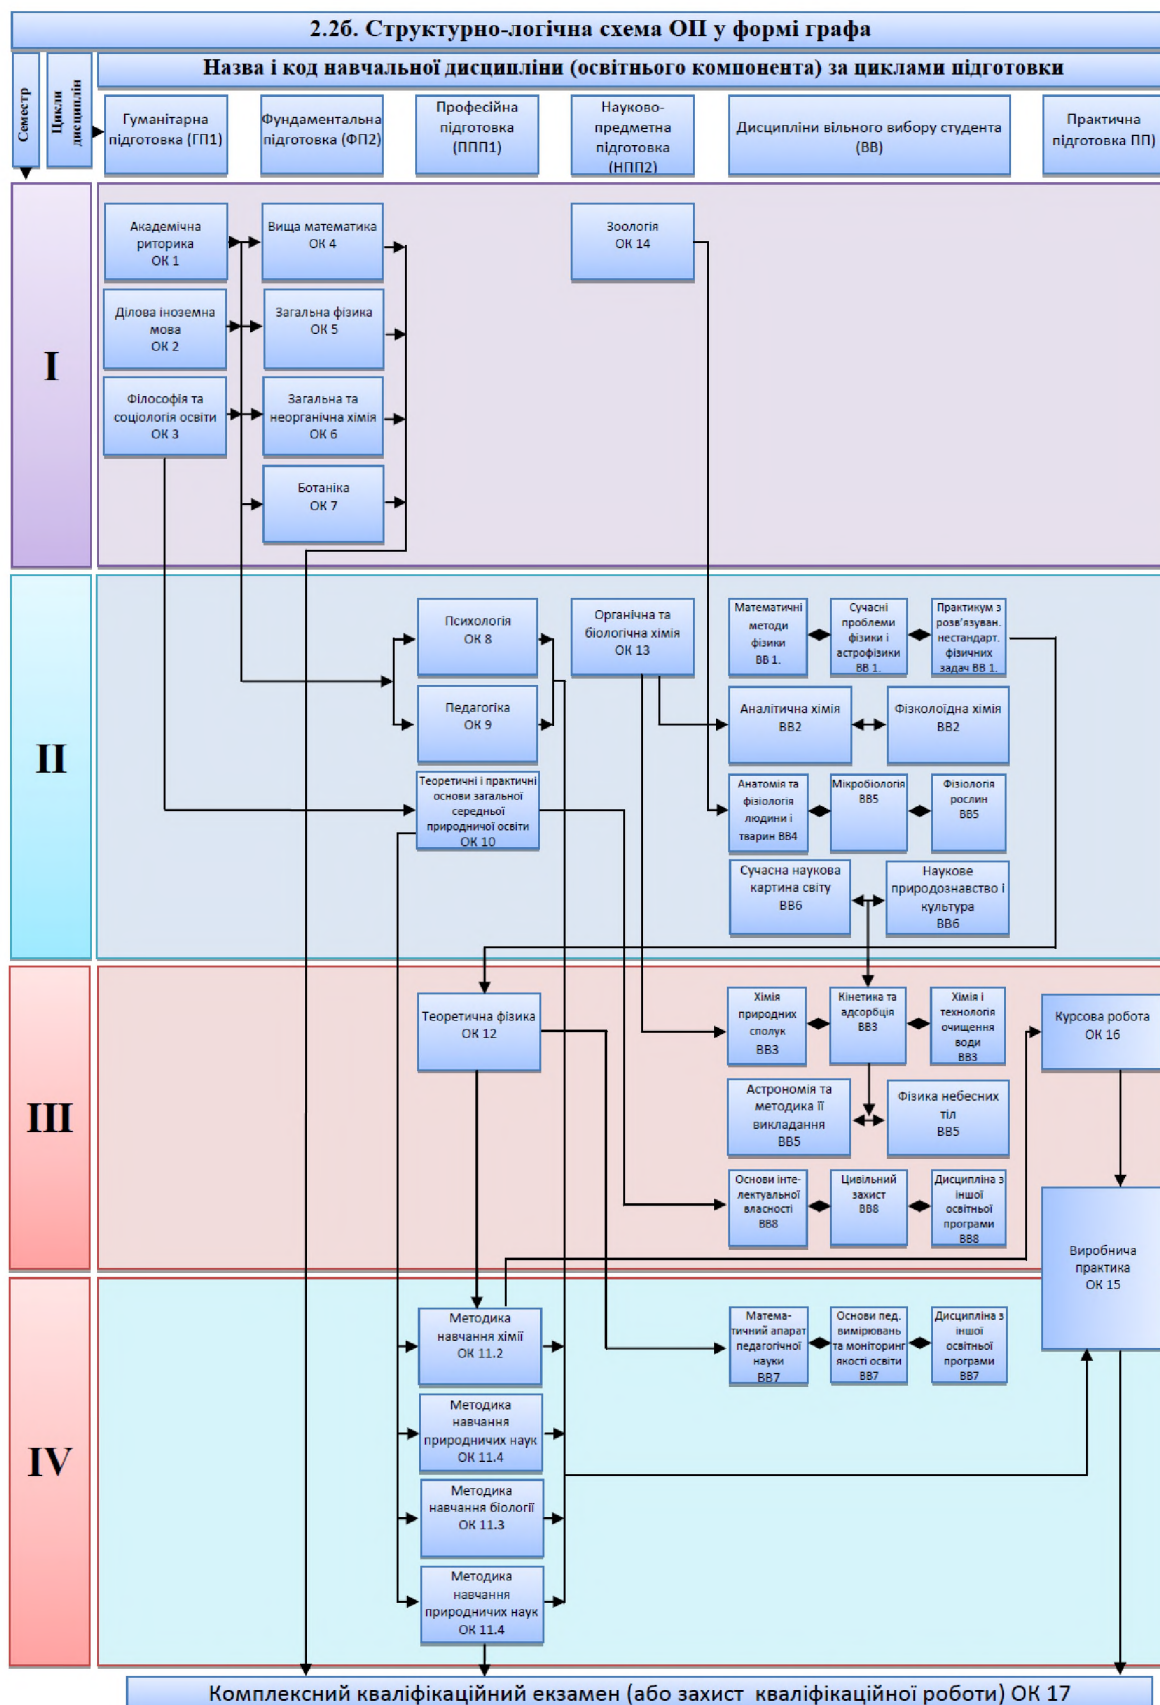 2.2б. Структурно-логічна схема ОП у формі графа
Семестр
Цикли
дисциплін
Назва і код навчальної дисципліни (освітнього компонента) за циклами підготовки
Гуманітарна
підготовка (ГП1)
Фундаментальна
підготовка (ФП2)
Професійна
підготовка
(ППП1)
Науково-
предметна
підготовка
(НПП2)
Дисципліни вільного вибору студента
(ВВ)
Практична
підготовка ПП)
I
Академічна
риторика
ОК 1
Вища математика
ОК 4
Зоологія
ОК 14
Ділова іноземна
мова
ОК 2
Загальна фізика
ОК 5
Філософія та
соціологія освіти
ОК 3
Загальна та
неорганічна хімія
ОК 6
Ботаніка
ОК 7
II
Психологія
ОК 8
Органічна та
біологічна хімія
ОК 13
Математичні
методи
фізики
ВВ 1.
Сучасні
проблеми
фізики і
астрофізики
ВВ 1.
Практикум з
розв’язуван.
нестандарт.
фізичних
задач ВВ 1.
Педагогіка
ОК 9
Аналітична хімія
ВВ2
Фізколоїдна хімія
ВВ2
Теоретичні і практичні
основи загальної
середньої
природничої освіти
ОК 10
Анатомія та
фізіологія
людини і
тварин ВВ4
Мікробіологія
ВВ5
Фізіологія
рослин
ВВ5
Сучасна наукова
картина світу
ВВ6
Наукове
природознавство і
культура
ВВ6
III
Теоретична фізика
ОК 12
Хімія
природних
сполук
ВВ3
Кінетика та
адсорбція
ВВ3
Хімія і
технологія
очищення
води
ВВ3
Курсова робота
ОК 16
Астрономія та
методика її
викладання
ВВ5
Фізика небесних
тіл
ВВ5
Основи інте-
лектуальної
власності
ВВ8
Цивільний
захист
ВВ8
Дисципліна з
іншої
освітньої
програми
ВВ8
Виробнича
практика
ОК 15
IV
Методика
навчання хімії
ОК 11.2
Матема-
тичний апарат
педагогічної
науки
ВВ7
Основи пед.
вимірювань
та моніторинг
якості освіти
ВВ7
Дисципліна з
іншої
освітньої
програми
ВВ7
Методика
навчання
природничих наук
ОК 11.4
Методика
навчання біології
ОК 11.3
Методика
навчання
природничих наук
ОК 11.4
Комплексний кваліфікаційний екзамен (або захист кваліфікаційної роботи) ОК 17